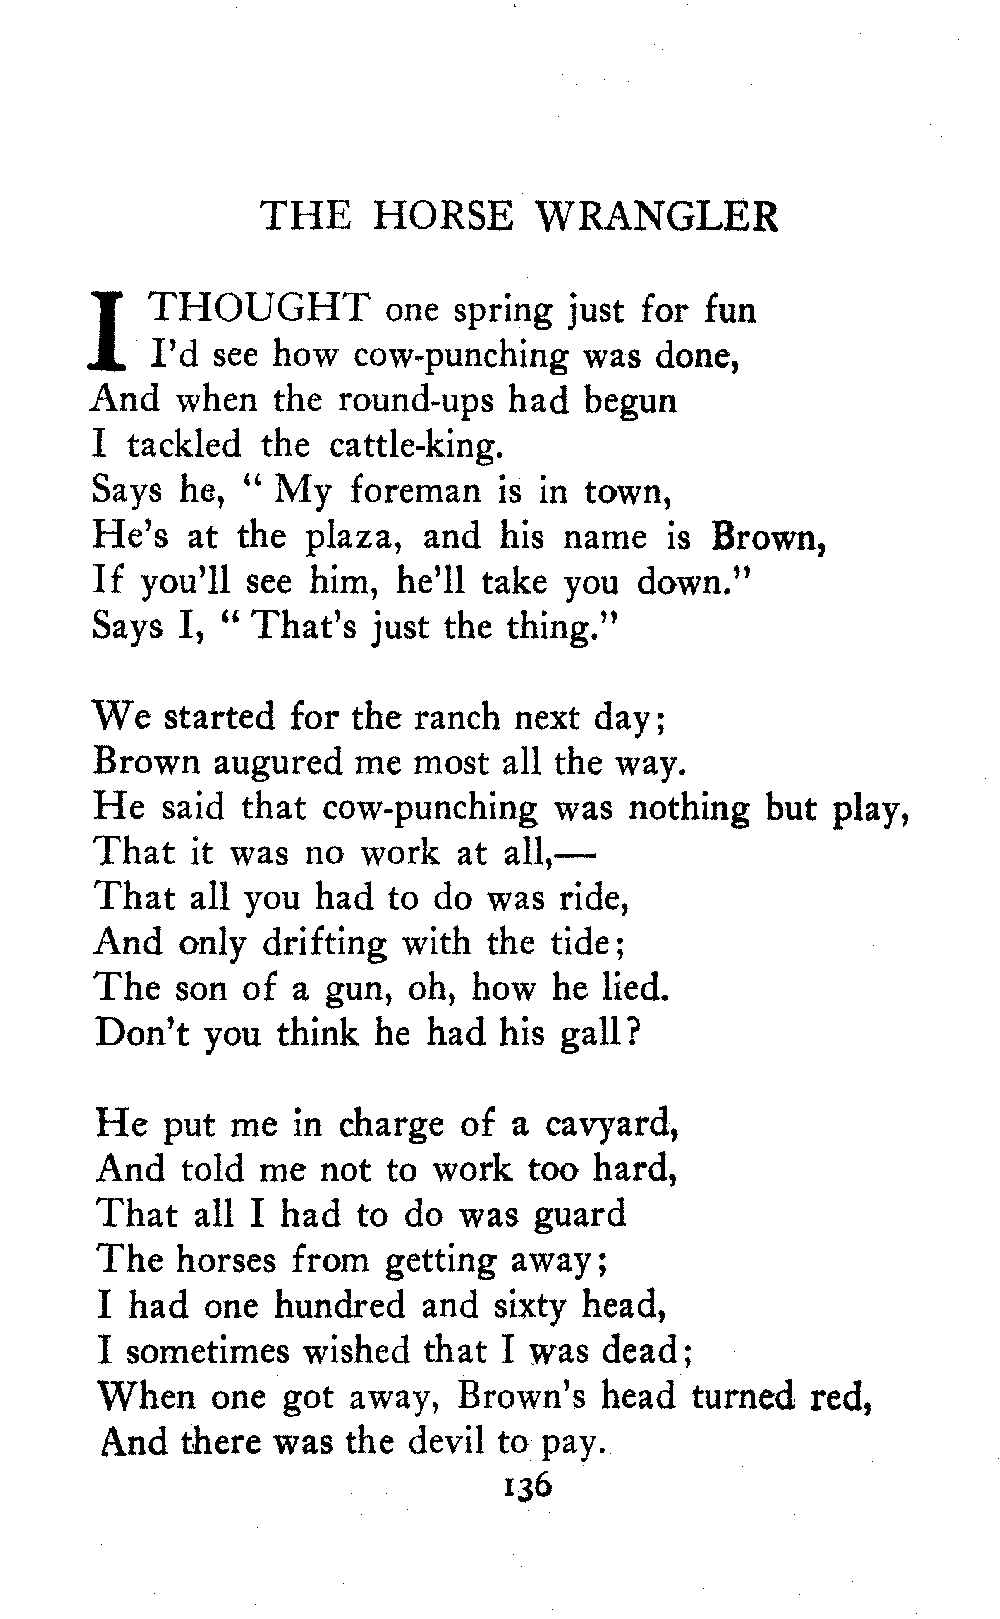 THE HORSE WRANGLER
I THOUGHT one spring just for fun
I'd see how cow-punching was done,
And when the round-ups had begun
I tackled the cattle-king.
Says he, " My foreman is in town,
He's at the plaza, and his name is Brown,
If you'll see him, he'll take you down."
Says I, " That's just the thing."
We started for the ranch next day;
Brown augured me most all the way.
He said that cow-punching was nothing but play,
That it was no work at all,—
That all you had to do was ride,
And only drifting with the tide;
The son of a gun, oh, how he lied.
Don't you think he had his gall?
He put me in charge of a cavyard,
And told me not to work too hard,
That all I had to do was guard
The horses from getting away;
I had one hundred and sixty head,
I sometimes wished that I was dead;
When one got away, Brown's head turned red,
And there was the devil to pay.
136